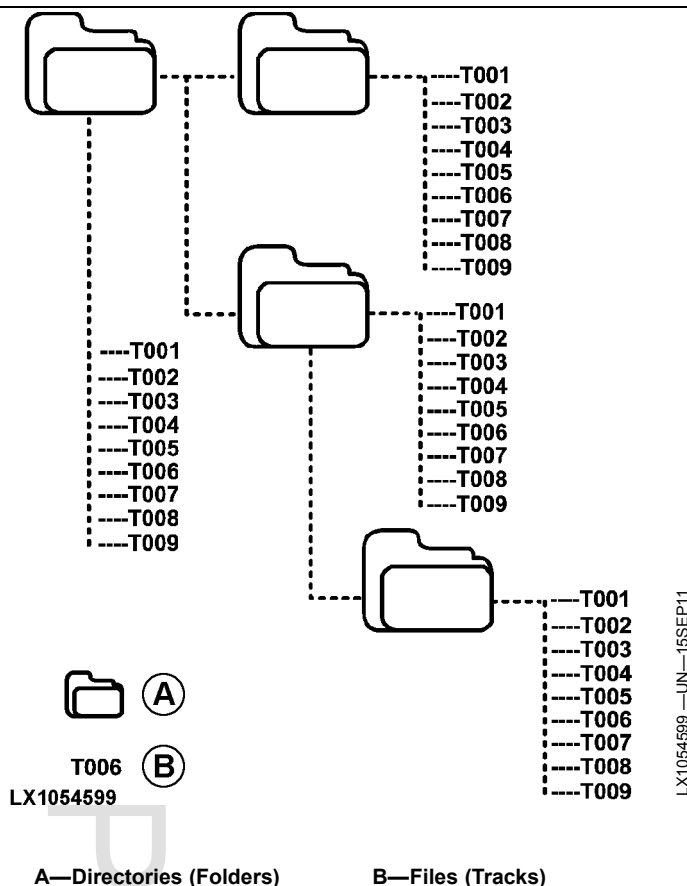 ----T001
----T002
----T003
----T004
----T005
----T006
----T007
----T008
----T009
----T001
----T002
----T003
----T004
----T005
----T006
----T007
----T008
----T009
----T001
----T002
----T003
----T004
----T005
----T006
----T007
----T008
----T009
----T001
----T002
----T003
----T004
----T005
----T006
----T007
----T008
----T009
A
T006 B
LX1054599
LX1054599 —UN—15SEP11
P
A—Directories (Folders) B—Files (Tracks)